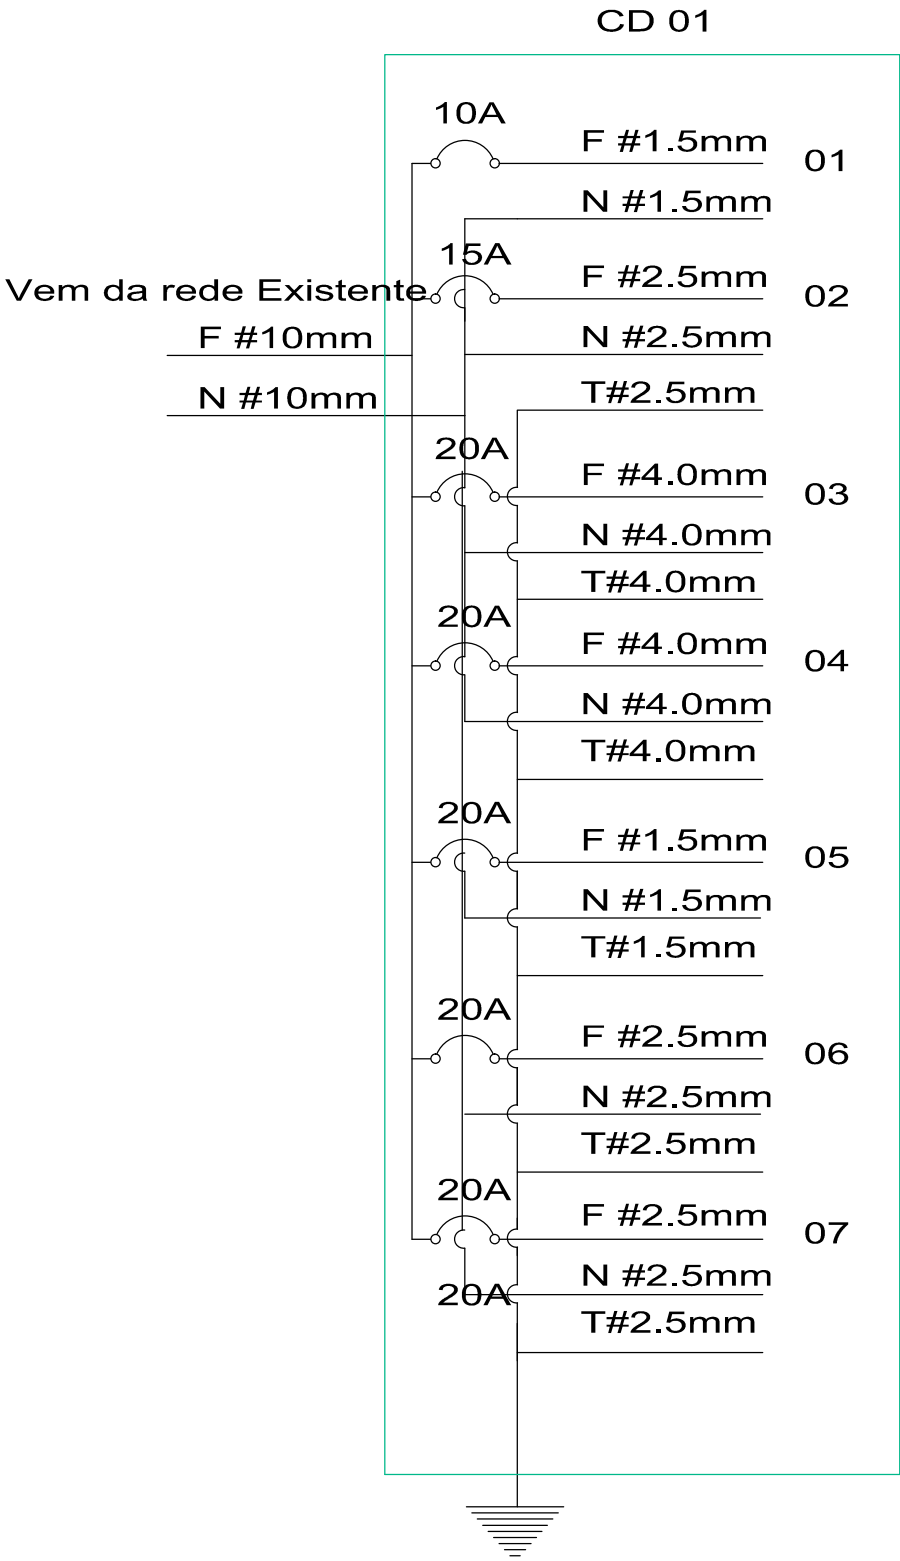 CD 01
10A
F #1.5mm
01
N #1.5mm
15A
F #2.5mm
02
Vem da rede Existente
F #10mm
N #2.5mm
N #10mm
T#2.5mm
20A
F #4.0mm
03
N #4.0mm
T#4.0mm
20A
F #4.0mm
04
N #4.0mm
T#4.0mm
20A
F #1.5mm
05
N #1.5mm
T#1.5mm
20A
F #2.5mm
06
N #2.5mm
T#2.5mm
20A
F #2.5mm
07
N #2.5mm
20A
T#2.5mm